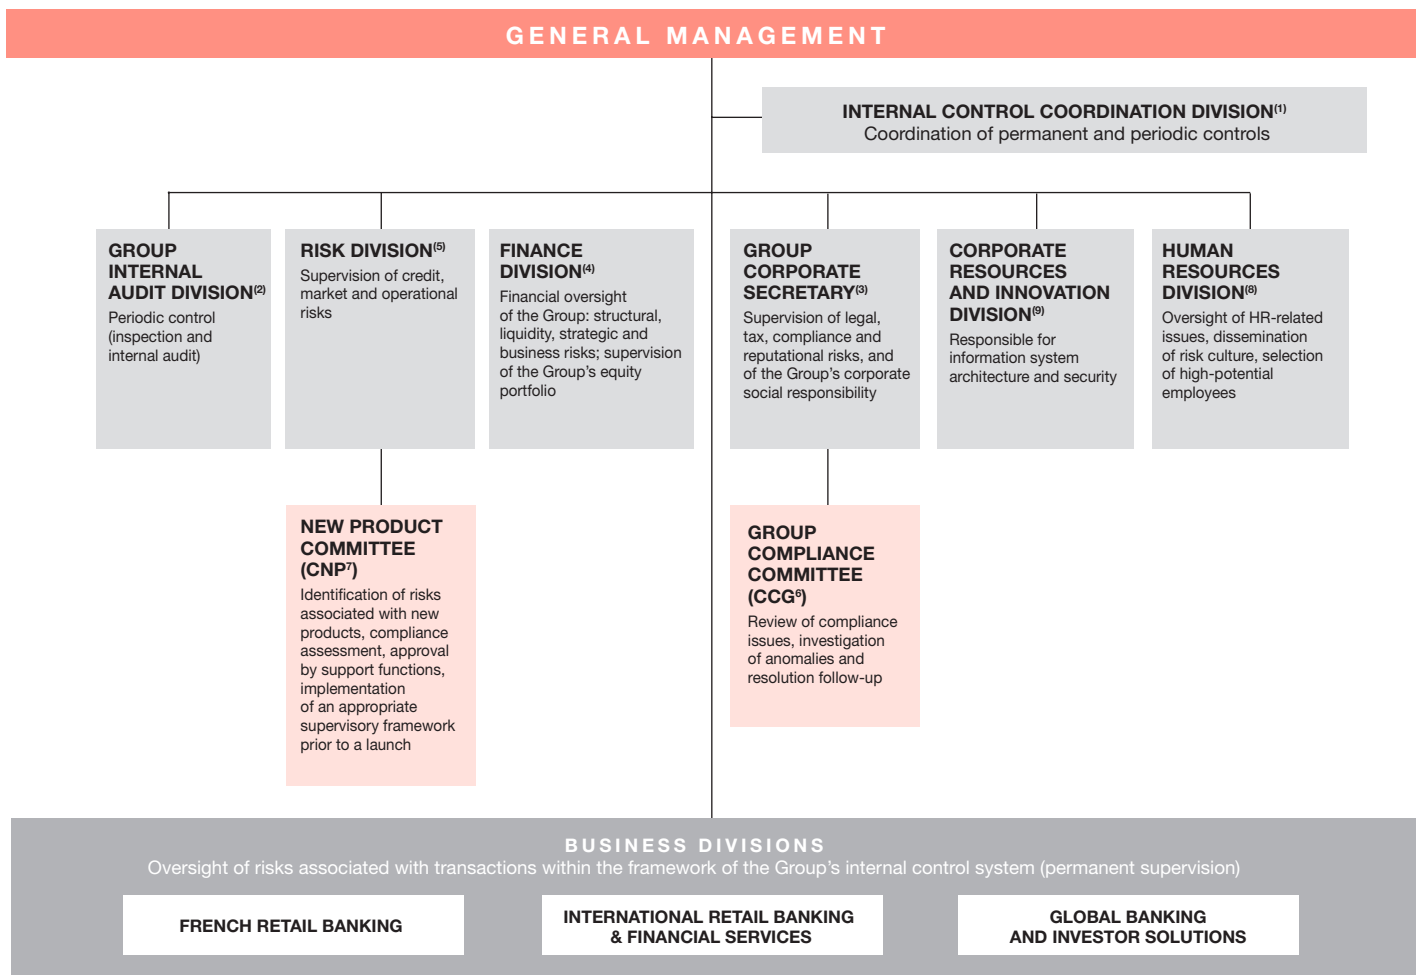 GENERAL MANAGEMENT
INTERNAL CONTROL COORDINATION DIVISION(1)
Coordination of permanent and periodic controls
GROUP
INTERNAL
AUDIT DIVISION(2)
Periodic control
(inspection and
internal audit)
RISK DIVISION(5)
Supervision of credit,
market and operational
risks
FINANCE
DIVISION(4)
Financial oversight
of the Group: structural,
liquidity, strategic and
business risks; supervision
of the Group’s equity
portfolio
GROUP
CORPORATE
SECRETARY(3)
Supervision of legal,
tax, compliance and
reputational risks, and
of the Group’s corporate
social responsibility
CORPORATE
RESOURCES
AND INNOVATION
DIVISION(9)
Responsible for
information system
architecture and security
HUMAN
RESOURCES
DIVISION(8)
Oversight of HR-related
issues, dissemination
of risk culture, selection
of high-potential
employees
NEW PRODUCT
COMMITTEE
(CNP7)
Identification of risks
associated with new
products, compliance
assessment, approval
by support functions,
implementation
of an appropriate
supervisory framework
prior to a launch
GROUP
COMPLIANCE
COMMITTEE
(CCG6)
Review of compliance
issues, investigation
of anomalies and
resolution follow-up
BUSINESS DIVISIONS
Oversight of risks associated with transactions within the framework of the Group’s internal control system (permanent supervision)
FRENCH RETAIL BANKING
INTERNATIONAL RETAIL BANKING
& FINANCIAL SERVICES
GLOBAL BANKING
AND INVESTOR SOLUTIONS